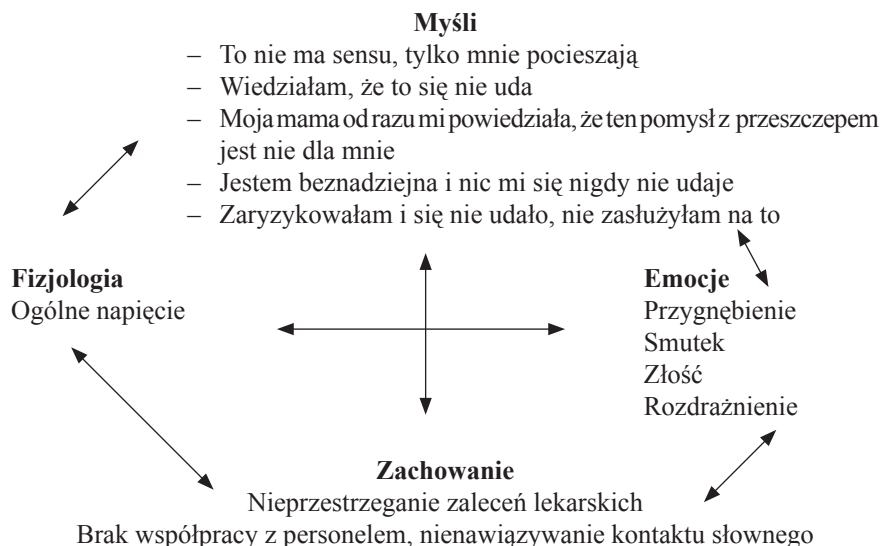 Myśli
– To nie ma sensu, tylko mnie pocieszają
– Wiedziałam, że to się nie uda
– Moja mama od razu mi powiedziała, że ten pomysł z przeszczepem
jest nie dla mnie
– Jestem beznadziejna i nic mi się nigdy nie udaje
– Zaryzykowałam i się nie udało, nie zasłużyłam na to
Fizjologia
Ogólne napięcie
Emocje
Przygnębienie
Smutek
Złość
Rozdrażnienie
Zachowanie
Nieprzestrzeganie zaleceń lekarskich
Brak współpracy z personelem, nienawiązywanie kontaktu słownego